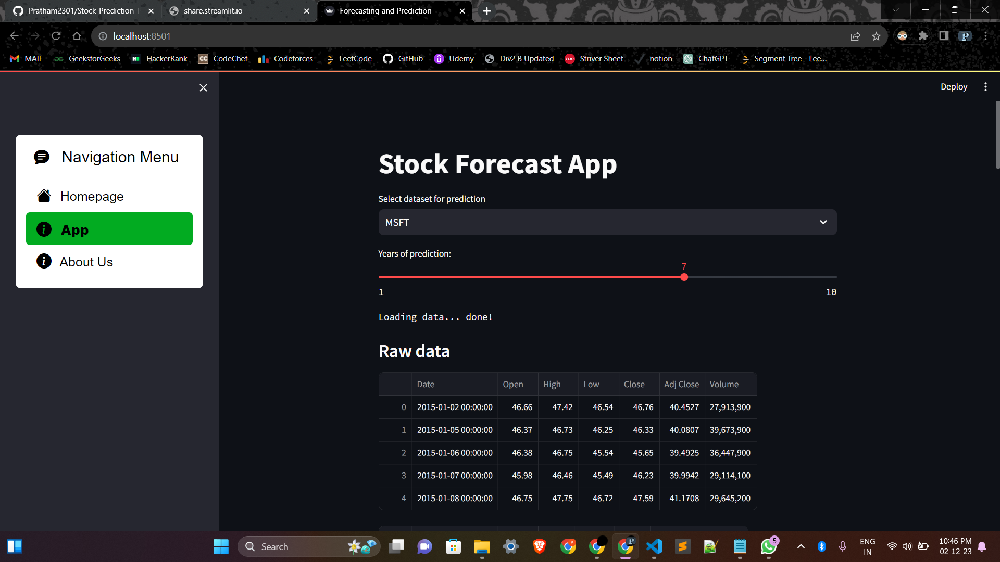 Pratham2301/Stock-Prediction-
share.streamlit.io
Forecasting and Prediction
localhost:8501
MAIL
GeeksforGeeks
HackerRank
CC
CodeChef
Codeforces
LeetCode
GitHub
Udemy
Div2 B Updated
TUF
Striver Sheet
notion
ChatGPT
Segment Tree - Lee...
Deploy
Navigation Menu
Homepage
App
About Us
Stock Forecast App
Select dataset for prediction
MSFT
Years of prediction:
7
1 10
Loading data... done!
Raw data
Date Open High Low Close Adj Close Volume
0 2015-01-02 00:00:00 46.66 47.42 46.54 46.76 40.4527 27,913,900
1 2015-01-05 00:00:00 46.37 46.73 46.25 46.33 40.0807 39,673,900
2 2015-01-06 00:00:00 46.38 46.75 45.54 45.65 39.4925 36,447,900
3 2015-01-07 00:00:00 45.98 46.46 45.49 46.23 39.9942 29,114,100
4 2015-01-08 00:00:00 46.75 47.75 46.72 47.59 41.1708 29,645,200
Search
5
ENG
IN
10:46 PM
02-12-23